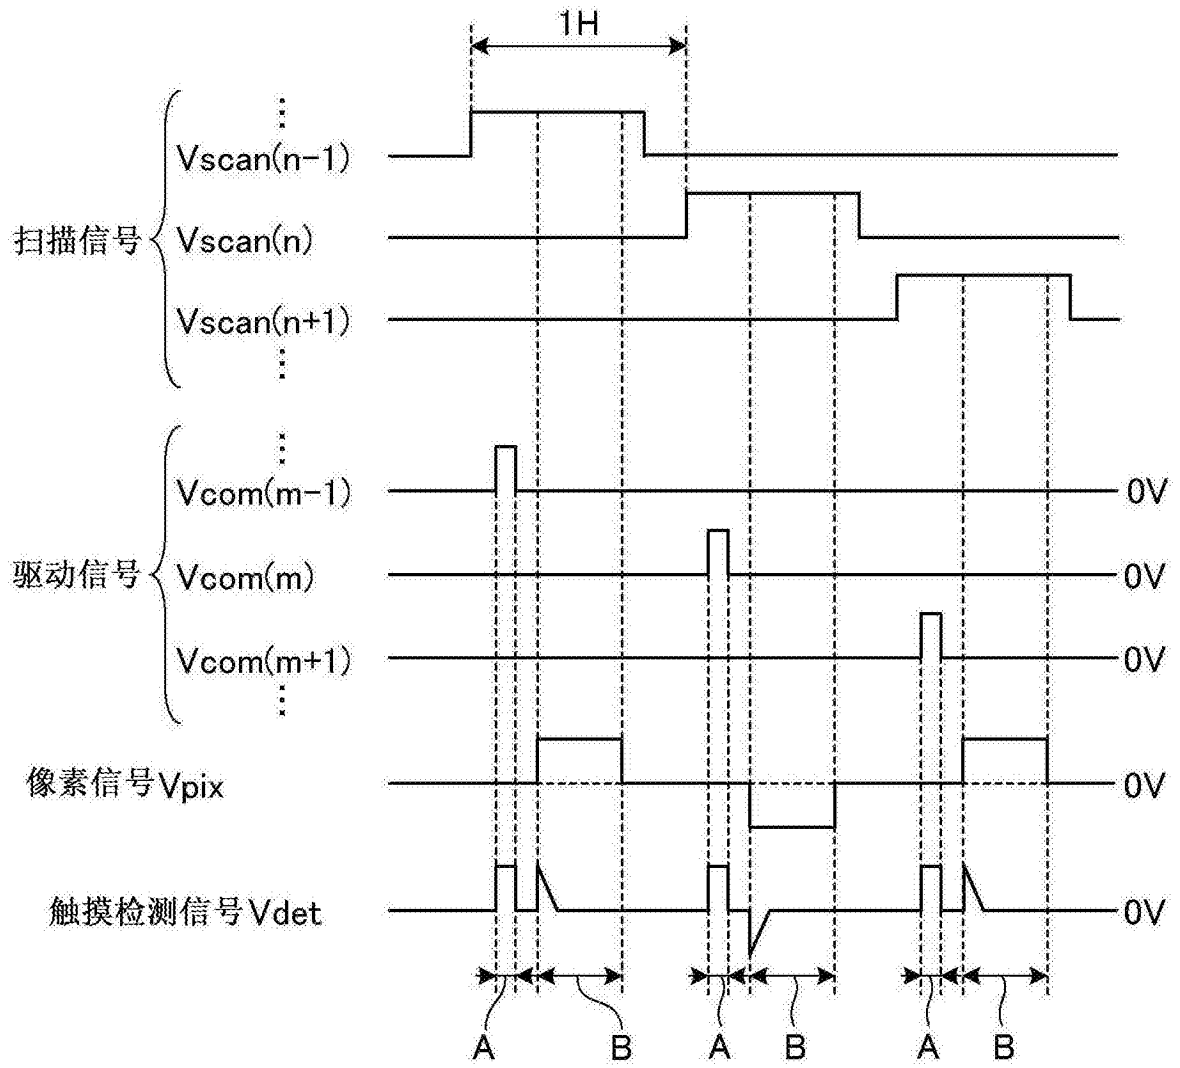 1H
⋮
Vscan(n-1)
扫描信号
Vscan(n)
Vscan(n+1)
⋮
⋮
Vcom(m-1)
0V
驱动信号
Vcom(m)
0V
Vcom(m+1)
0V
⋮
像素信号Vpix
0V
触摸检测信号Vdet
0V
A
B
A
B
A
B